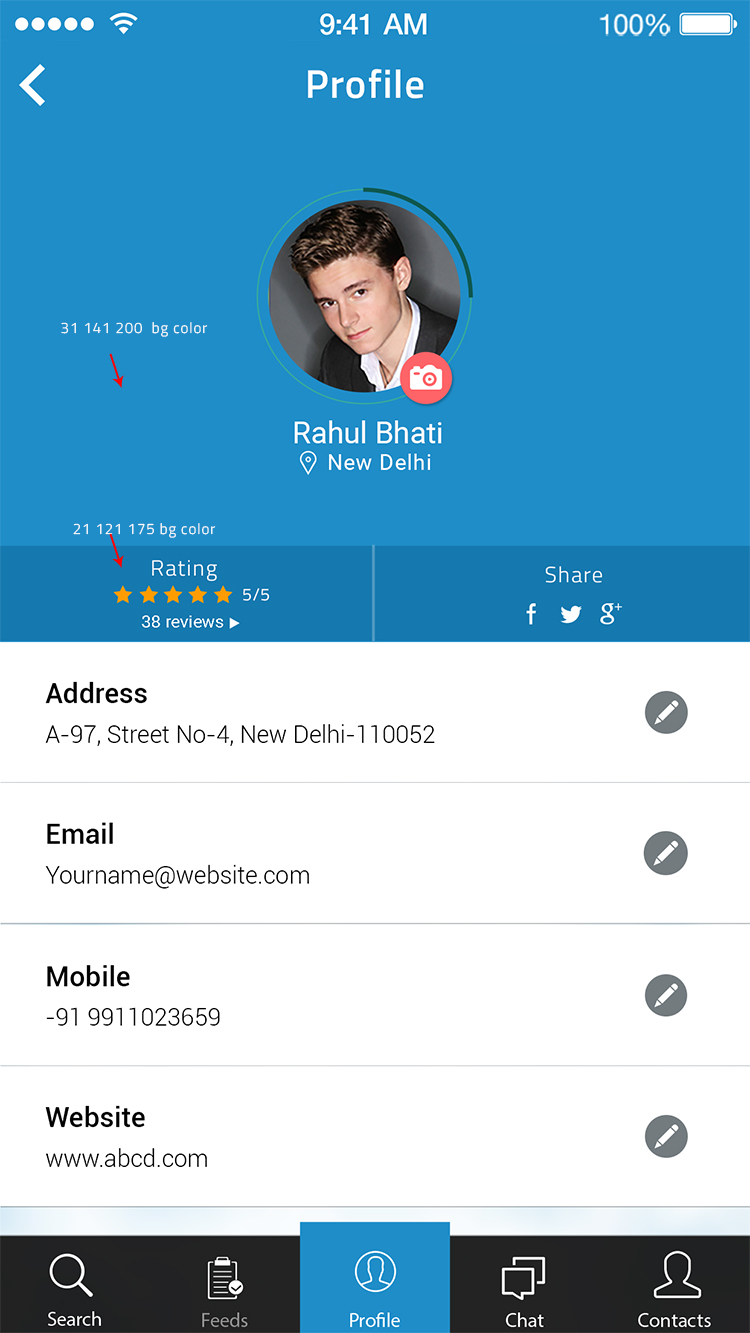 9:41 AM
100%
Profile
31 141 200 bg color
Rahul Bhati
New Delhi
21 121 175 bg color
Rating
5/5
38 reviews ▶
Share
f g+
Address
A-97, Street No-4, New Delhi-110052
Email
Yourname@website.com
Mobile
-91 9911023659
Website
www.abcd.com
Search
Feeds
Profile
Chat
Contacts